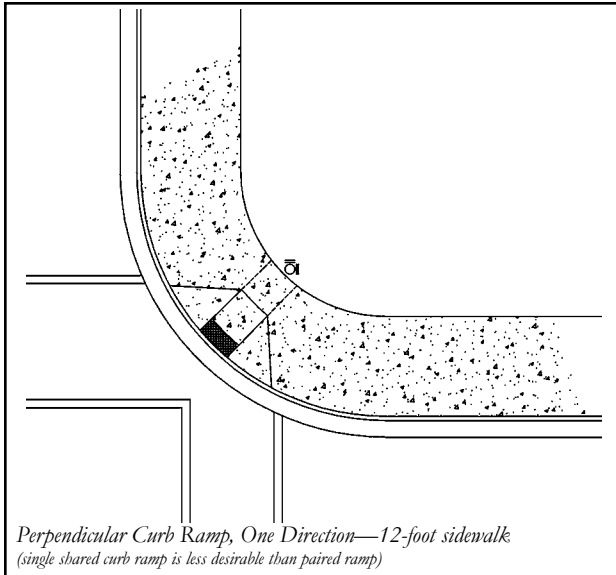 Perpendicular Curb Ramp, One Direction—12-foot sidewalk
(single shared curb ramp is less desirable than paired ramp)